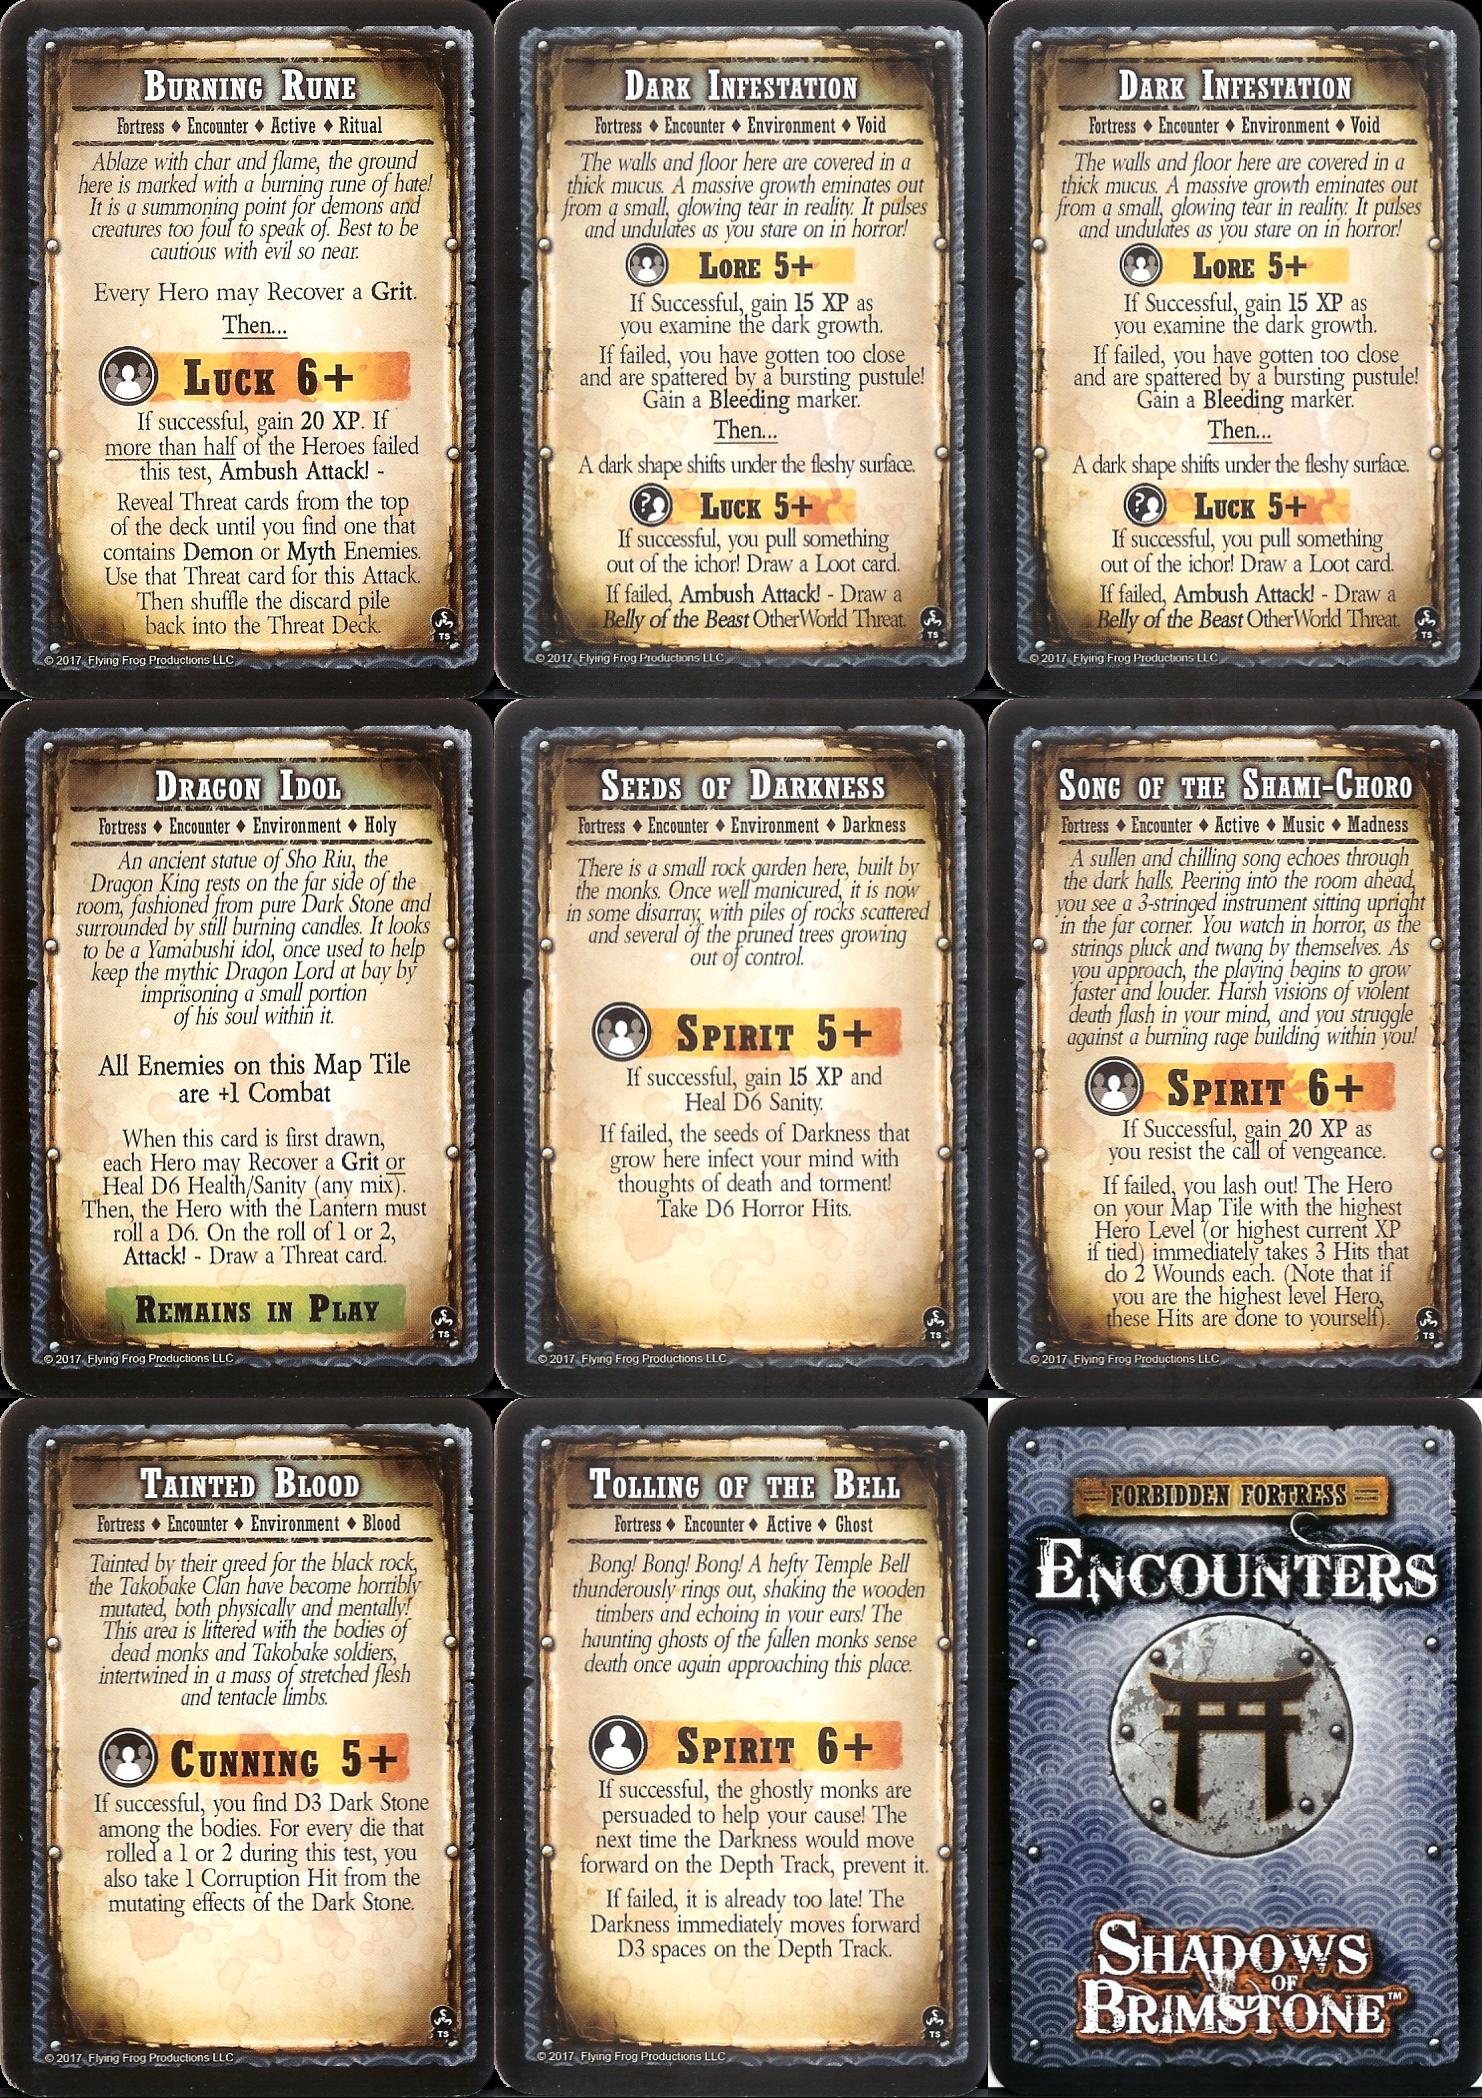 BURNING RUNE
Fortress ♦ Encounter ♦ Active ♦ Ritual
Ablaze with char and flame, the ground
here is marked with a burning rune of hate!
It is a summoning point for demons and
creatures too foul to speak of. Best to be
cautious with evil so near.
Every Hero may Recover a Grit.
Then...
LUCK 6+
If successful, gain 20 XP. If
more than half of the Heroes failed
this test, Ambush Attack! -
Reveal Threat cards from the top
of the deck until you find one that
contains Demon or Myth Enemies.
Use that Threat card for this Attack.
Then shuffle the discard pile
back into the Threat Deck.
TS
© 2017 Flying Frog Productions LLC
DARK INFESTATION
Fortress ♦ Encounter ♦ Environment ♦ Void
The walls and floor here are covered in a
thick mucus. A massive growth eminates out
from a small, glowing tear in reality. It pulses
and undulates as you stare on in horror!
LORE 5+
If Successful, gain 15 XP as
you examine the dark growth.
If failed, you have gotten too close
and are spattered by a bursting pustule!
Gain a Bleeding marker.
Then...
A dark shape shifts under the fleshy surface.
?
LUCK 5+
If successful, you pull something
out of the ichor! Draw a Loot card.
If failed, Ambush Attack! - Draw a
Belly of the Beast OtherWorld Threat.
TS
© 2017 Flying Frog Productions LLC
DARK INFESTATION
Fortress ♦ Encounter ♦ Environment ♦ Void
The walls and floor here are covered in a
thick mucus. A massive growth eminates out
from a small, glowing tear in reality. It pulses
and undulates as you stare on in horror!
LORE 5+
If Successful, gain 15 XP as
you examine the dark growth.
If failed, you have gotten too close
and are spattered by a bursting pustule!
Gain a Bleeding marker.
Then...
A dark shape shifts under the fleshy surface.
?
LUCK 5+
If successful, you pull something
out of the ichor! Draw a Loot card.
If failed, Ambush Attack! - Draw a
Belly of the Beast OtherWorld Threat.
TS
© 2017 Flying Frog Productions LLC
DRAGON IDOL
Fortress ♦ Encounter ♦ Environment ♦ Holy
An ancient statue of Sho Riu, the
Dragon King rests on the far side of the
room, fashioned from pure Dark Stone and
surrounded by still burning candles. It looks
to be a Yamabushi idol, once used to help
keep the mythic Dragon Lord at bay by
imprisoning a small portion
of his soul within it.
All Enemies on this Map Tile
are +1 Combat
When this card is first drawn,
each Hero may Recover a Grit or
Heal D6 Health/Sanity (any mix).
Then, the Hero with the Lantern must
roll a D6. On the roll of 1 or 2,
Attack! - Draw a Threat card.
REMAINS IN PLAY
TS
© 2017 Flying Frog Productions LLC
SEEDS OF DARKNESS
Fortress ♦ Encounter ♦ Environment ♦ Darkness
There is a small rock garden here, built by
the monks. Once well manicured, it is now
in some disarray, with piles of rocks scattered
and several of the pruned trees growing
out of control.
SPIRIT 5+
If successful, gain 15 XP and
Heal D6 Sanity.
If failed, the seeds of Darkness that
grow here infect your mind with
thoughts of death and torment!
Take D6 Horror Hits.
TS
© 2017 Flying Frog Productions LLC
SONG OF THE SHAMI-CHORO
Fortress ♦ Encounter ♦ Active ♦ Music ♦ Madness
A sullen and chilling song echoes through
the dark halls. Peering into the room ahead,
you see a 3-stringed instrument sitting upright
in the far corner. You watch in horror, as the
strings pluck and twang by themselves. As
you approach, the playing begins to grow
faster and louder. Harsh visions of violent
death flash in your mind, and you struggle
against a burning rage building within you!
SPIRIT 6+
If Successful, gain 20 XP as
you resist the call of vengeance.
If failed, you lash out! The Hero
on your Map Tile with the highest
Hero Level (or highest current XP
if tied) immediately takes 3 Hits that
do 2 Wounds each. (Note that if
you are the highest level Hero,
these Hits are done to yourself).
TS
© 2017 Flying Frog Productions LLC
TAINTED BLOOD
Fortress ♦ Encounter ♦ Environment ♦ Blood
Tainted by their greed for the black rock,
the Takobake Clan have become horribly
mutated, both physically and mentally!
This area is littered with the bodies of
dead monks and Takobake soldiers,
intertwined in a mass of stretched flesh
and tentacle limbs.
CUNNING 5+
If successful, you find D3 Dark Stone
among the bodies. For every die that
rolled a 1 or 2 during this test, you
also take 1 Corruption Hit from the
mutating effects of the Dark Stone.
TS
© 2017 Flying Frog Productions LLC
TOLLING OF THE BELL
Fortress ♦ Encounter ♦ Active ♦ Ghost
Bong! Bong! Bong! A hefty Temple Bell
thunderously rings out, shaking the wooden
timbers and echoing in your ears! The
haunting ghosts of the fallen monks sense
death once again approaching this place.
SPIRIT 6+
If successful, the ghostly monks are
persuaded to help your cause! The
next time the Darkness would move
forward on the Depth Track, prevent it.
If failed, it is already too late! The
Darkness immediately moves forward
D3 spaces on the Depth Track.
TS
© 2017 Flying Frog Productions LLC
FORBIDDEN FORTRESS
ENCOUNTERS
SHADOWS
OF
BRIMSTONE™